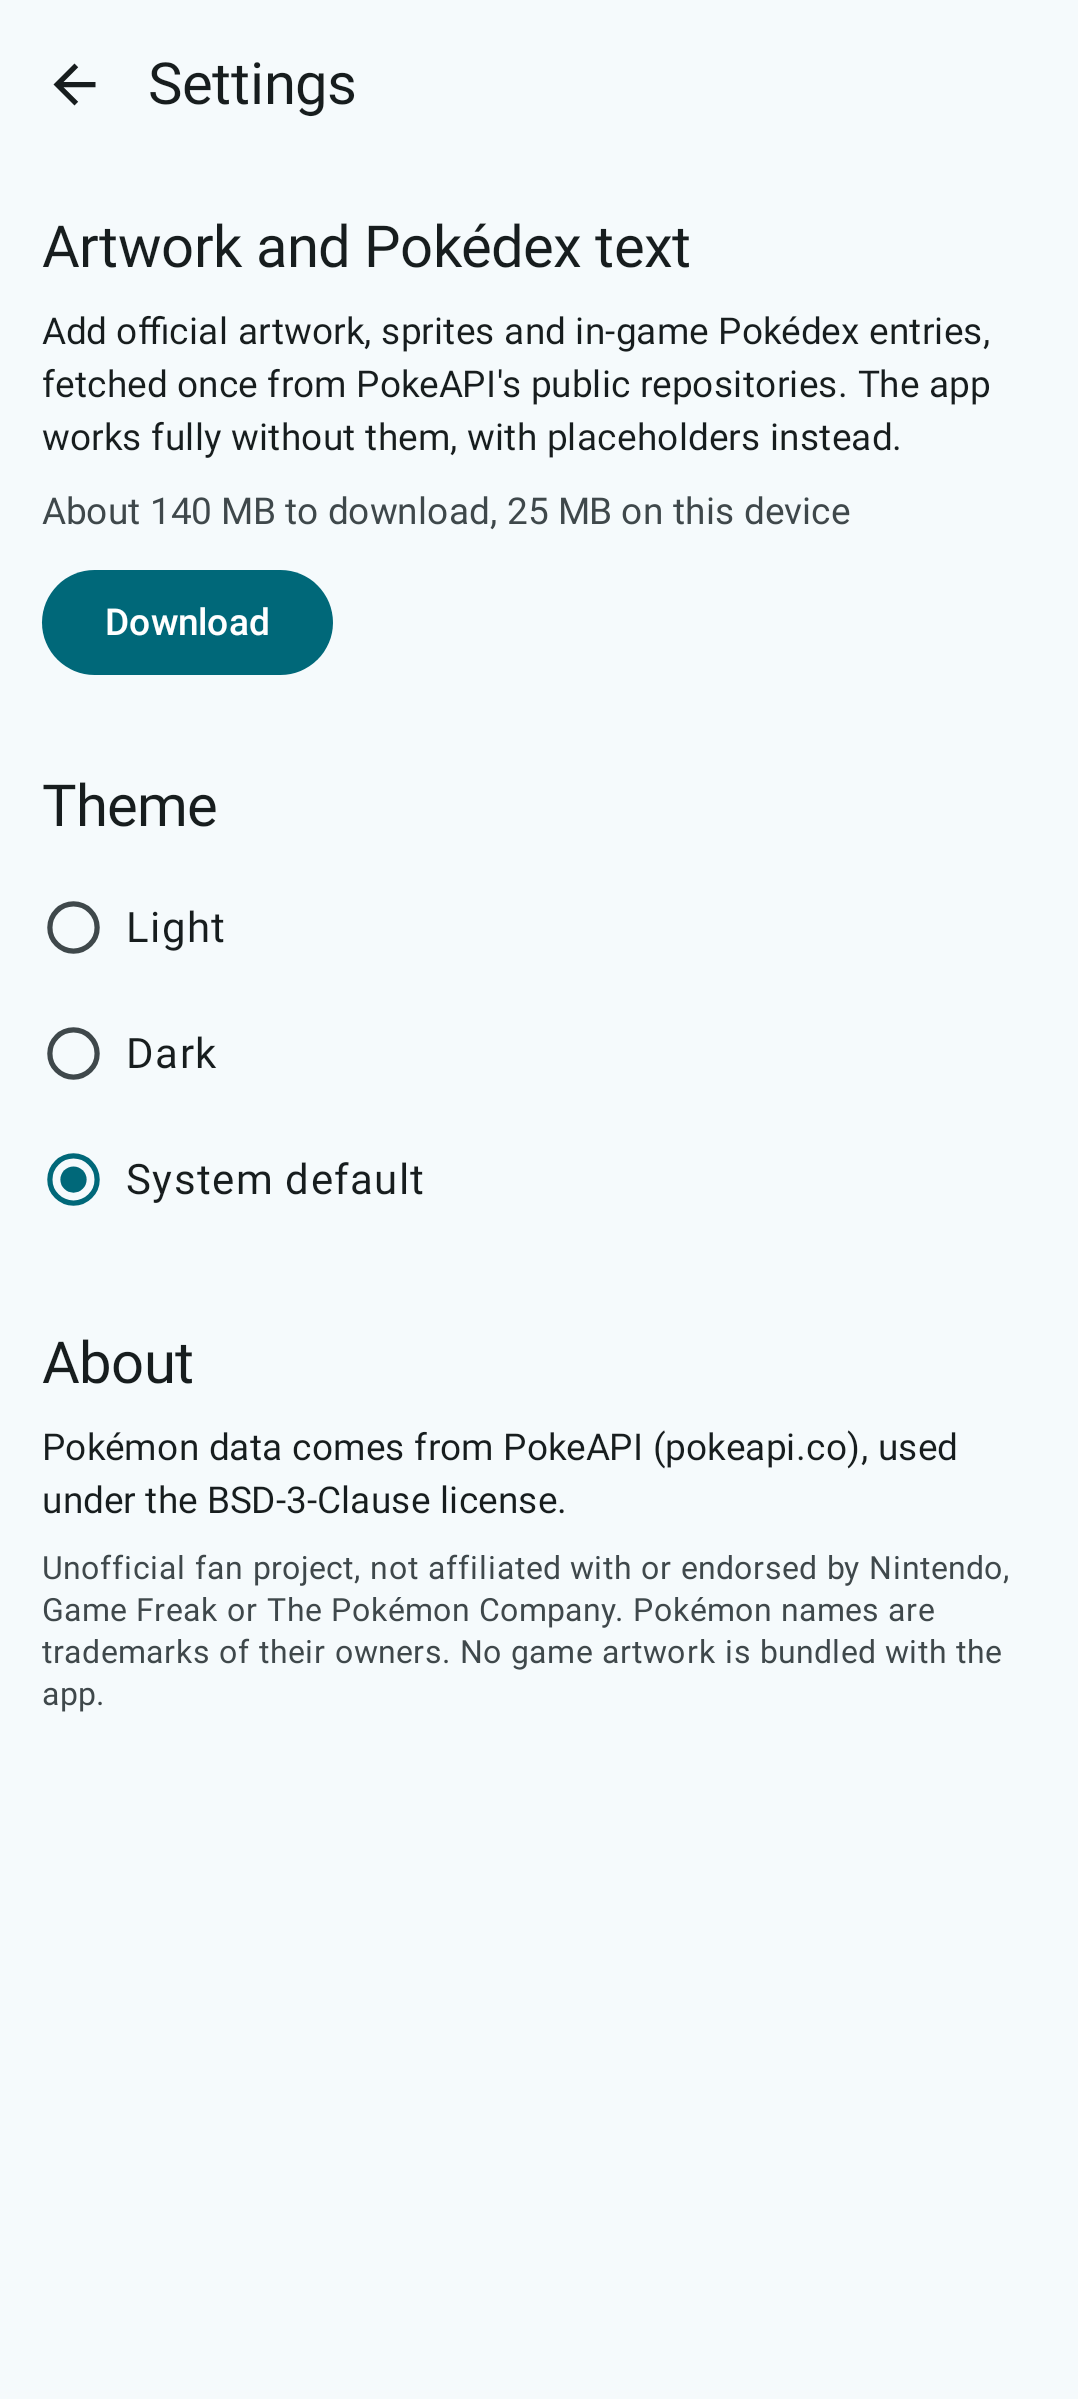 Settings
Artwork and Pokédex text
Add official artwork, sprites and in-game Pokédex entries,
fetched once from PokeAPI's public repositories. The app
works fully without them, with placeholders instead.
About 140 MB to download, 25 MB on this device
Download
Theme
Light
Dark
System default
About
Pokémon data comes from PokeAPI (pokeapi.co), used
under the BSD-3-Clause license.
Unofficial fan project, not affiliated with or endorsed by Nintendo,
Game Freak or The Pokémon Company. Pokémon names are
trademarks of their owners. No game artwork is bundled with the
app.